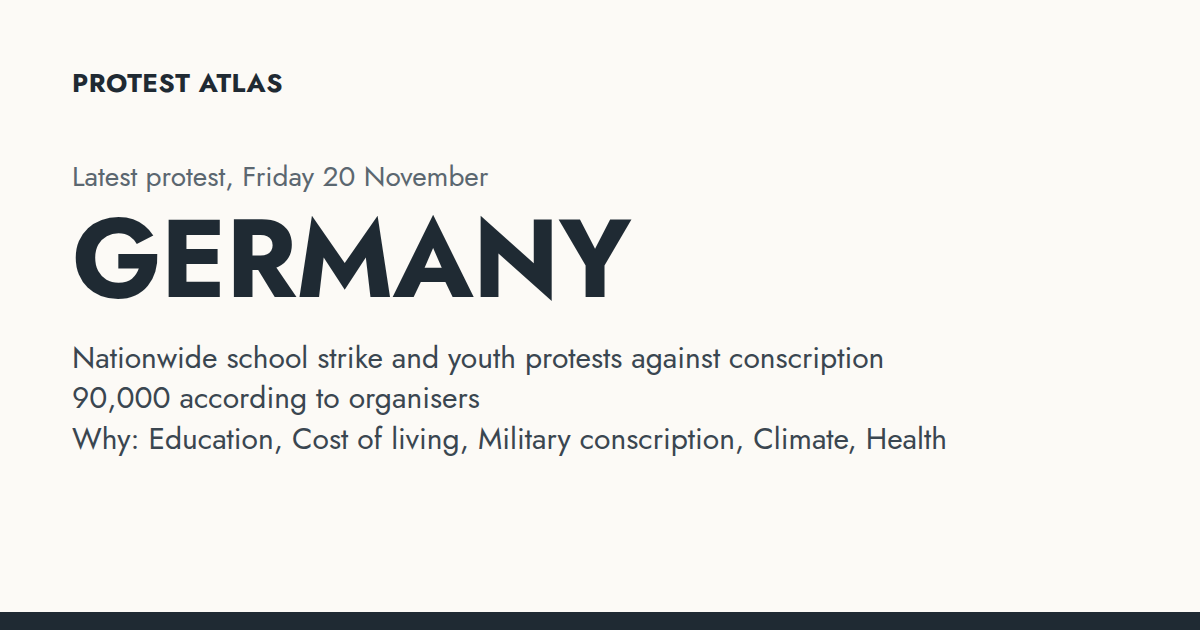 PROTEST ATLAS
Latest protest, Friday 20 November
GERMANY
Nationwide school strike and youth protests against conscription
90,000 according to organisers
Why: Education, Cost of living, Military conscription, Climate, Health